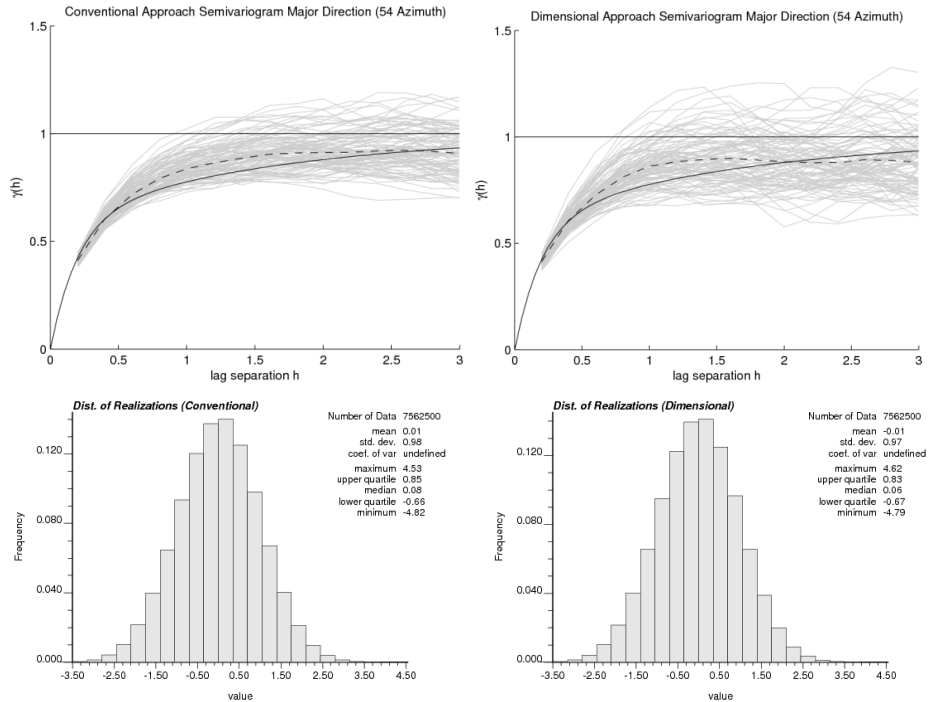 Conventional Approach Semivariogram Major Direction (54 Azimuth)
1.5
1
0.5
0
γ(h)
0 0.5 1 1.5 2 2.5 3
lag separation h
Dimensional Approach Semivariogram Major Direction (54 Azimuth)
1.5
1
0.5
0
γ(h)
0 0.5 1 1.5 2 2.5 3
lag separation h
Dist. of Realizations (Conventional)
Number of Data 7562500
mean 0.01
std. dev. 0.98
coef. of var undefined
maximum 4.53
upper quartile 0.85
median 0.08
lower quartile -0.66
minimum -4.82
Frequency
0.120
0.080
0.040
0.000
-3.50 -2.50 -1.50 -0.50 0.50 1.50 2.50 3.50 4.50
value
Dist. of Realizations (Dimensional)
Number of Data 7562500
mean -0.01
std. dev. 0.97
coef. of var undefined
maximum 4.62
upper quartile 0.83
median 0.06
lower quartile -0.67
minimum -4.79
Frequency
0.120
0.080
0.040
0.000
-3.50 -2.50 -1.50 -0.50 0.50 1.50 2.50 3.50 4.50
value